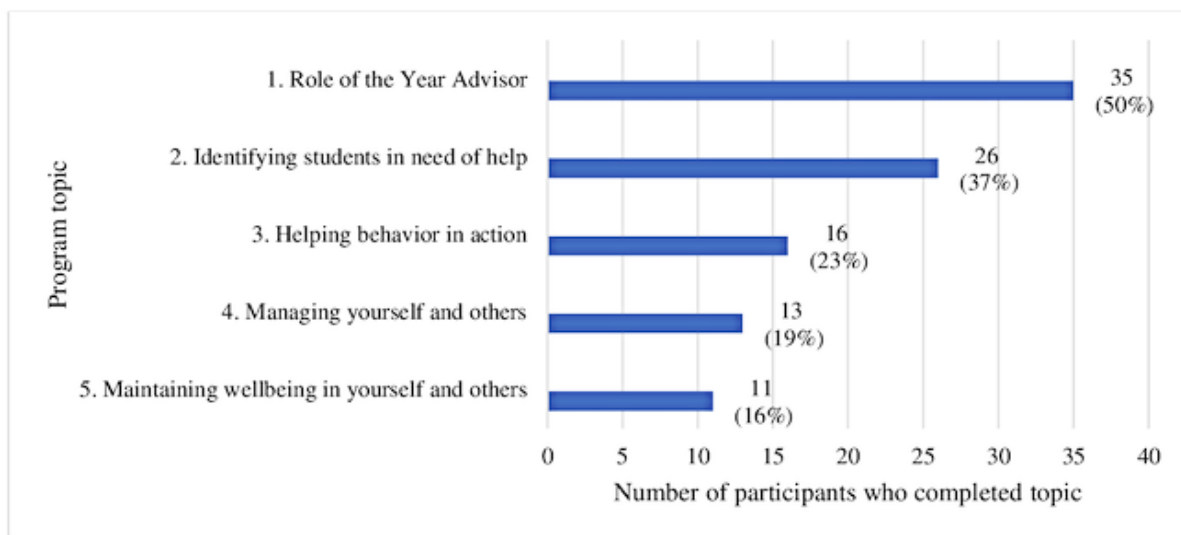 Program topic
1. Role of the Year Advisor
35
(50%)
2. Identifying students in need of help
26
(37%)
3. Helping behavior in action
16
(23%)
4. Managing yourself and others
13
(19%)
5. Maintaining wellbeing in yourself and others
11
(16%)
0 5 10 15 20 25 30 35 40
Number of participants who completed topic